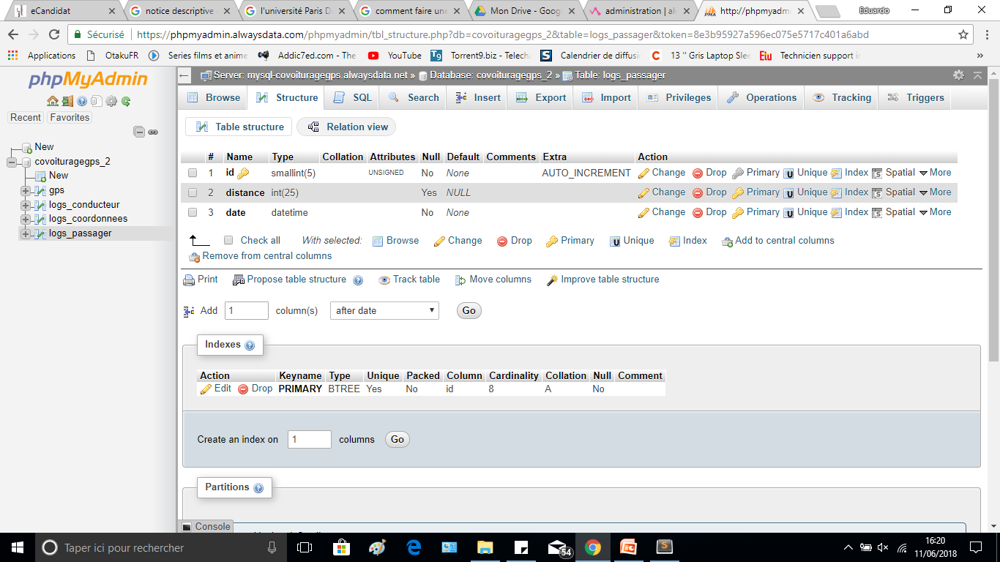 eCandidat
notice descriptive
l'université Paris D
comment faire une
Mon Drive - Goog
administration | al
http://phpmyadm
Eduardo
Sécurisé
https://phpmyadmin.alwaysdata.com/phpmyadmin/tbl_structure.php?db=covoituragegps_2&table=logs_passager&token=8e3b95927a596ec075e5717c401a6abd
Applications
OtakuFR
Series films et anime
Addic7ed.com - The
YouTube
Torrent9.biz - Telech
Calendrier de diffusi
13 " Gris Laptop Slee
Technicien support i
phpMyAdmin
Recent
Favorites
New
covoituragegps_2
New
gps
logs_conducteur
logs_coordonnees
logs_passager
Server: mysql-covoituragegps.alwaysdata.net » Database: covoituragegps_2 » Table: logs_passager
Browse Structure SQL Search Insert Export Import Privileges Operations Tracking Triggers
Table structure Relation view
# Name Type Collation Attributes Null Default Comments Extra Action
1 id smallint(5) UNSIGNED No None AUTO_INCREMENT Change Drop Primary Unique Index Spatial More
2 distance int(25) Yes NULL Change Drop Primary Unique Index Spatial More
3 date datetime No None Change Drop Primary Unique Index Spatial More
Check all With selected: Browse Change Drop Primary Unique Index Add to central columns
Remove from central columns
Print Propose table structure Track table Move columns Improve table structure
Add 1 column(s) after date Go
Indexes
Action Keyname Type Unique Packed Column Cardinality Collation Null Comment
Edit Drop PRIMARY BTREE Yes No id 8 A No
Create an index on 1 columns Go
Partitions
Console
Taper ici pour rechercher
54
16:20
11/06/2018